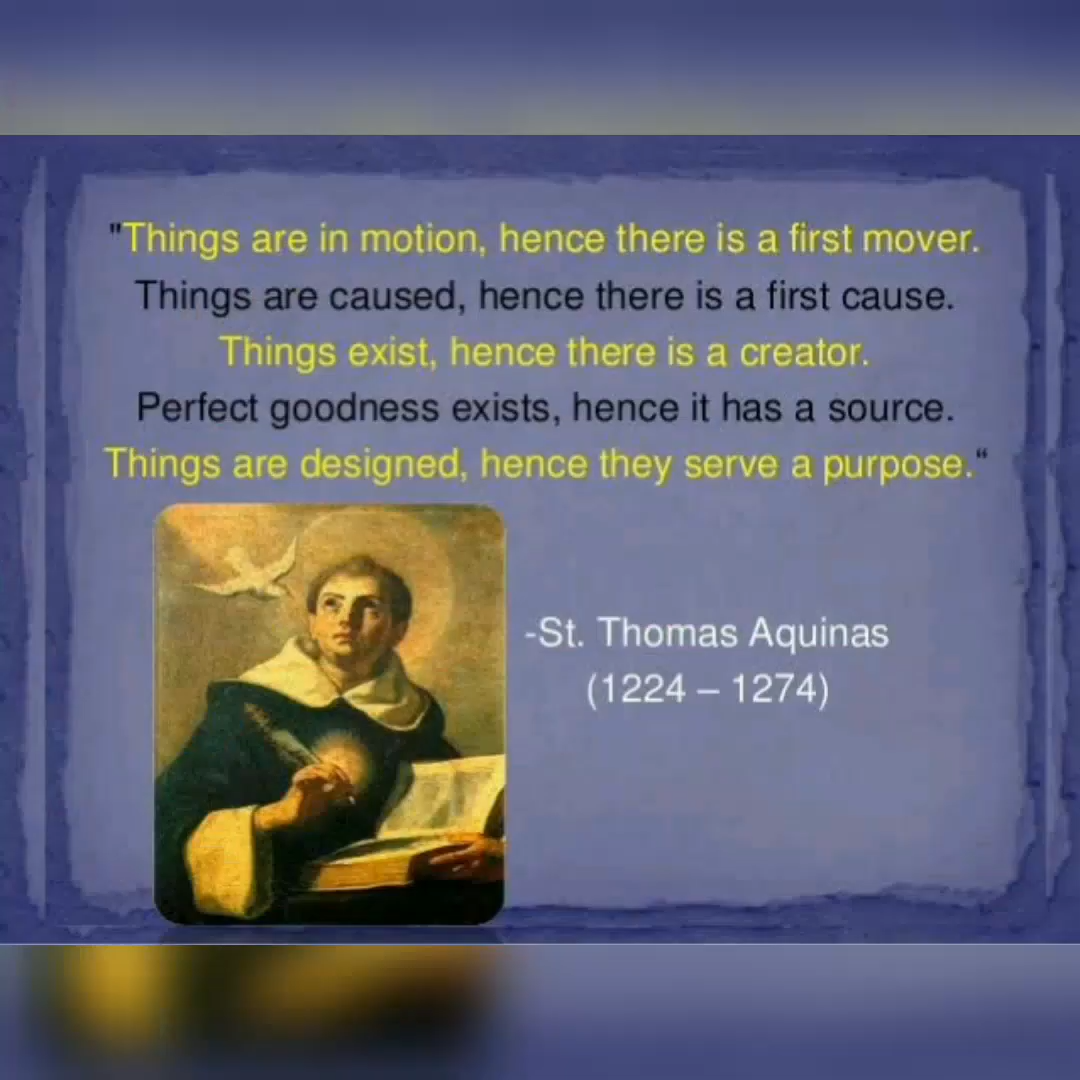 "Things are in motion, hence there is a first mover.
Things are caused, hence there is a first cause.
Things exist, hence there is a creator.
Perfect goodness exists, hence it has a source.
Things are designed, hence they serve a purpose.“
-St. Thomas Aquinas
(1224 – 1274)